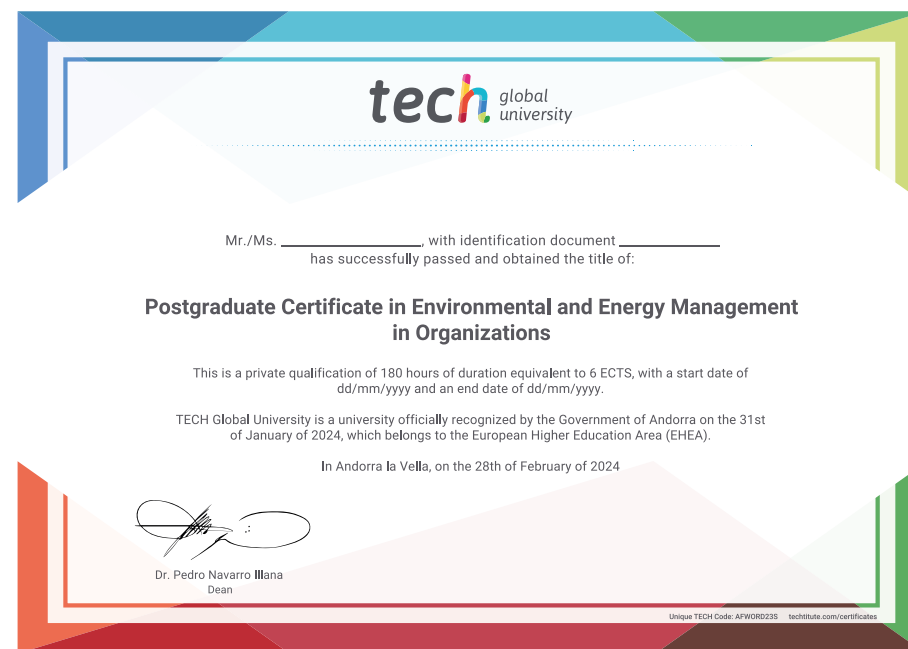 tech global university
Mr./Ms. ____________________, with identification document ______________
has successfully passed and obtained the title of:
Postgraduate Certificate in Environmental and Energy Management
in Organizations
This is a private qualification of 180 hours of duration equivalent to 6 ECTS, with a start date of
dd/mm/yyyy and an end date of dd/mm/yyyy.
TECH Global University is a university officially recognized by the Government of Andorra on the 31st
of January of 2024, which belongs to the European Higher Education Area (EHEA).
In Andorra la Vella, on the 28th of February of 2024
Dr. Pedro Navarro Illana
Dean
Unique TECH Code: AFWORD23S techtitute.com/certificates